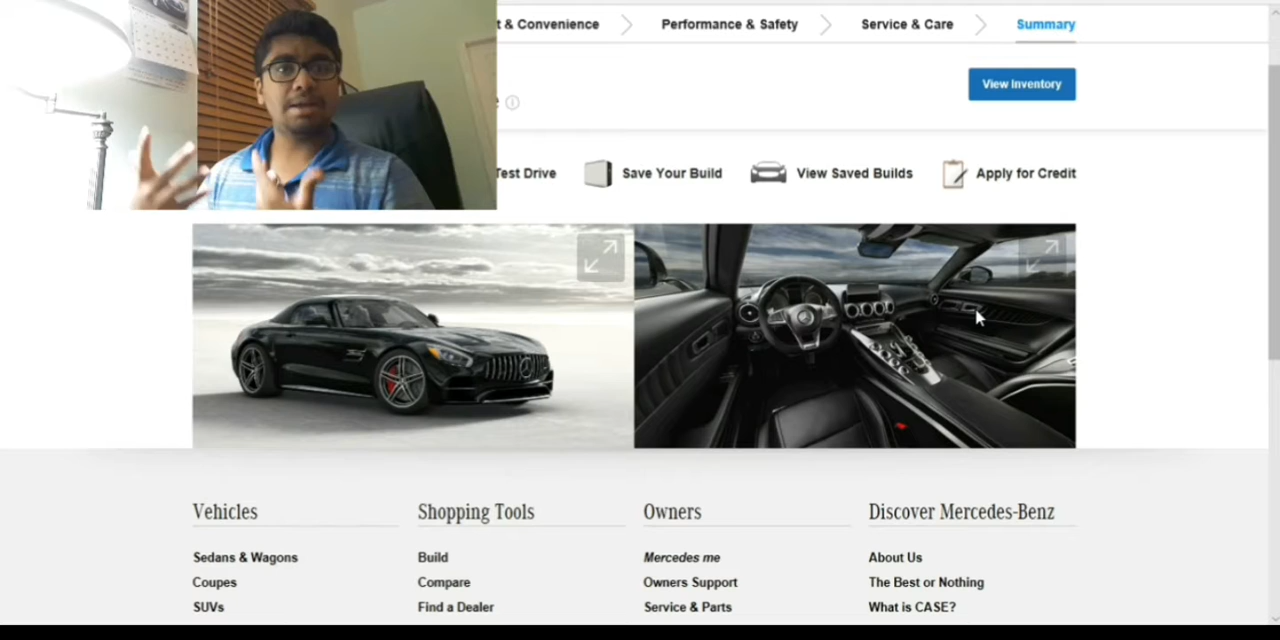 t & Convenience Performance & Safety Service & Care Summary
View Inventory
Test Drive Save Your Build View Saved Builds Apply for Credit
Vehicles Shopping Tools Owners Discover Mercedes-Benz
Sedans & Wagons Build Mercedes me About Us
Coupes Compare Owners Support The Best or Nothing
SUVs Find a Dealer Service & Parts What is CASE?